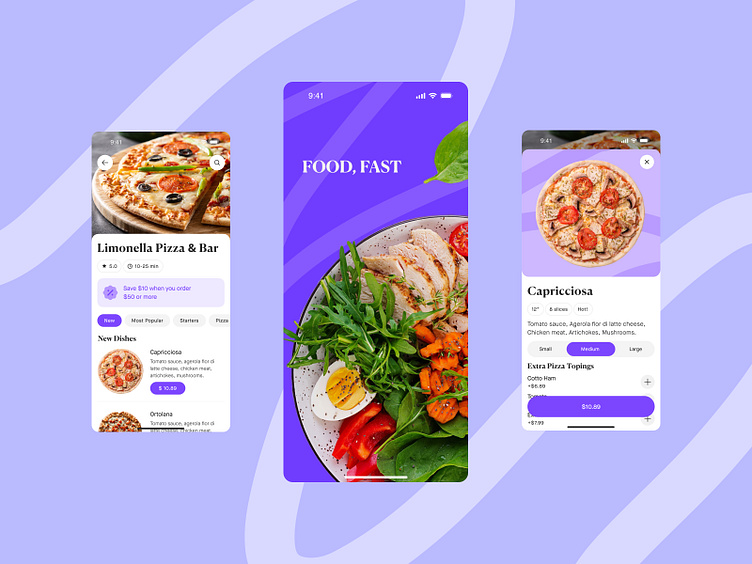 9:41
Limonella Pizza & Bar
★ 5.0
10-25 min
Save $10 when you order
$50 or more
New
Most Popular
Starters
Pizza
New Dishes
Capricciosa
Tomato sauce, agerola fior di
latte cheese, chicken meat,
artichokes, mushrooms.
$ 10.89
Ortolana
Tomato sauce, agerola fior di
9:41
FOOD, FAST
9:41
Capricciosa
12"
8 slices
Hot!
Tomato sauce, Agerola fior di latte cheese,
Chicken meat, Artichokes, Mushrooms.
Small
Medium
Large
Extra Pizza Topings
Cotto Ham
+$6.89
$10.89
+$7.99